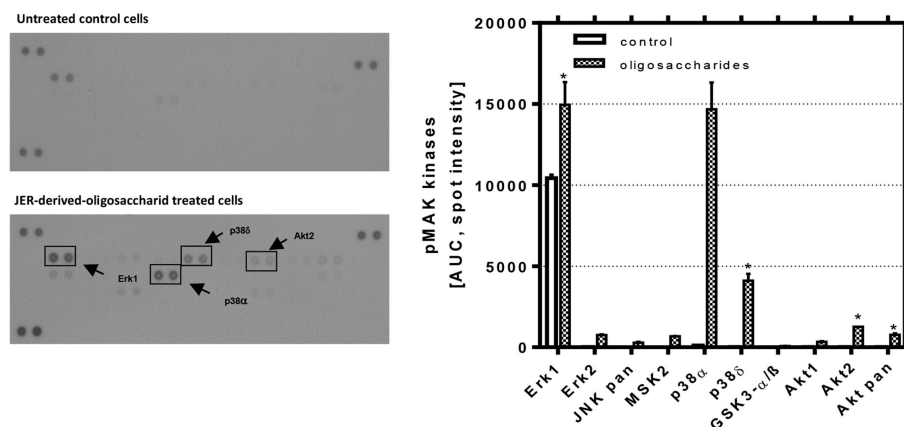 Untreated control cells
JER-derived-oligosaccharid treated cells
p38δ
Akt2
Erk1
p38α
pMAK kinases
[AUC, spot intensity]
20000
15000
10000
5000
0
control
oligosaccharides
*
*
*
*
Erk1
Erk2
JNK pan
MSK2
p38α
p38δ
GSK3-α/ß
Akt1
Akt2
Akt pan